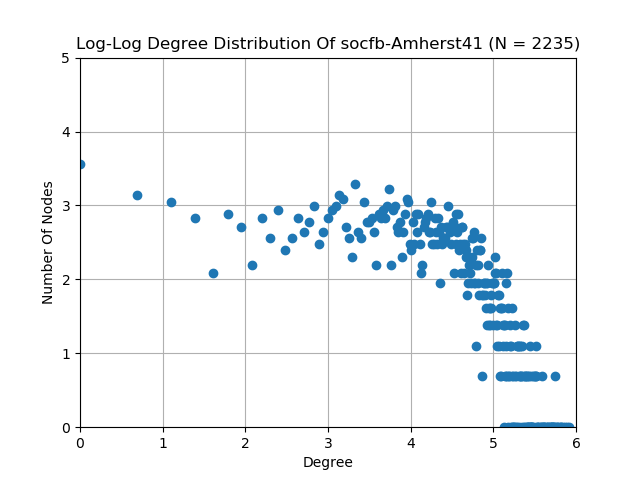 Log-Log Degree Distribution Of socfb-Amherst41 (N = 2235)
5
4
3
2
1
0
Number Of Nodes
0 1 2 3 4 5 6
Degree